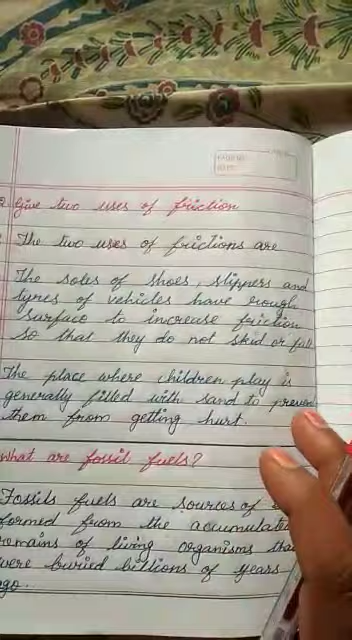 Give two uses of friction
The two uses of frictions are
The soles of shoes, slippers and
tyres of vehicles have rough
surface to increase friction
so that they do not skid or fall
The place where children play is
generally filled with sand to prevent
them from getting hurt.
What are fossil fuels?
Fossils fuels are sources of
formed from the accumulated
remains of living organisms that
were buried billions of years
ago.